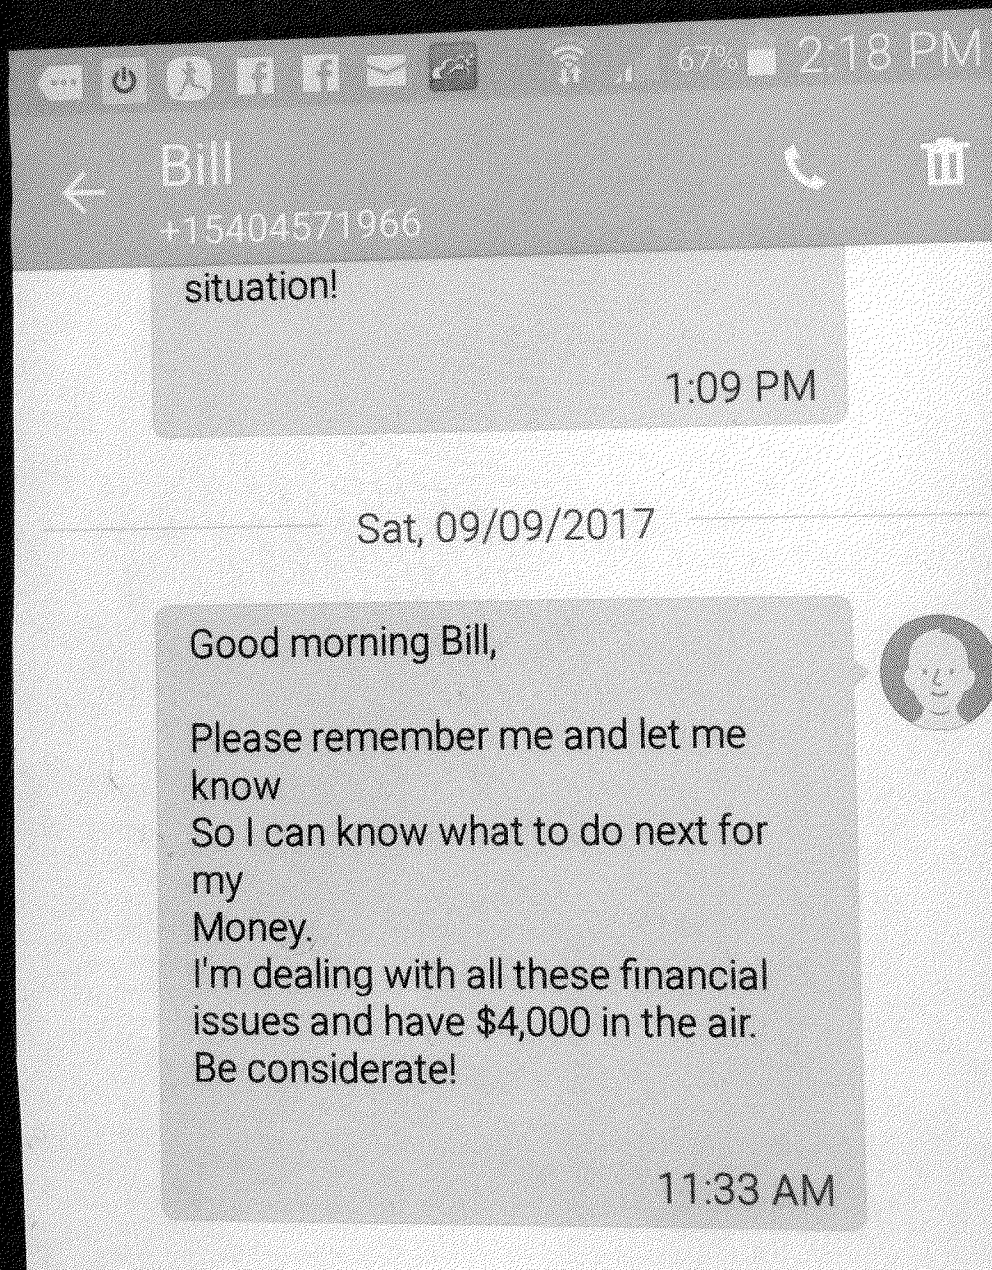 67% 2:18 PM
Bill
+15404571966
situation!
1:09 PM
Sat, 09/09/2017
Good morning Bill,
Please remember me and let me
know
So I can know what to do next for
my
Money.
I'm dealing with all these financial
issues and have $4,000 in the air.
Be considerate!
11:33 AM